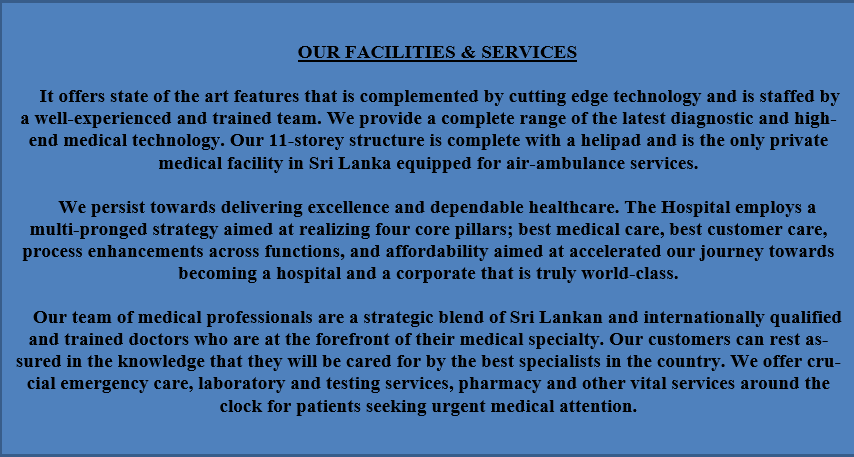 OUR FACILITIES & SERVICES
It offers state of the art features that is complemented by cutting edge technology and is staffed by
a well-experienced and trained team. We provide a complete range of the latest diagnostic and high-
end medical technology. Our 11-storey structure is complete with a helipad and is the only private
medical facility in Sri Lanka equipped for air-ambulance services.
We persist towards delivering excellence and dependable healthcare. The Hospital employs a
multi-pronged strategy aimed at realizing four core pillars; best medical care, best customer care,
process enhancements across functions, and affordability aimed at accelerated our journey towards
becoming a hospital and a corporate that is truly world-class.
Our team of medical professionals are a strategic blend of Sri Lankan and internationally qualified
and trained doctors who are at the forefront of their medical specialty. Our customers can rest as-
sured in the knowledge that they will be cared for by the best specialists in the country. We offer cru-
cial emergency care, laboratory and testing services, pharmacy and other vital services around the
clock for patients seeking urgent medical attention.